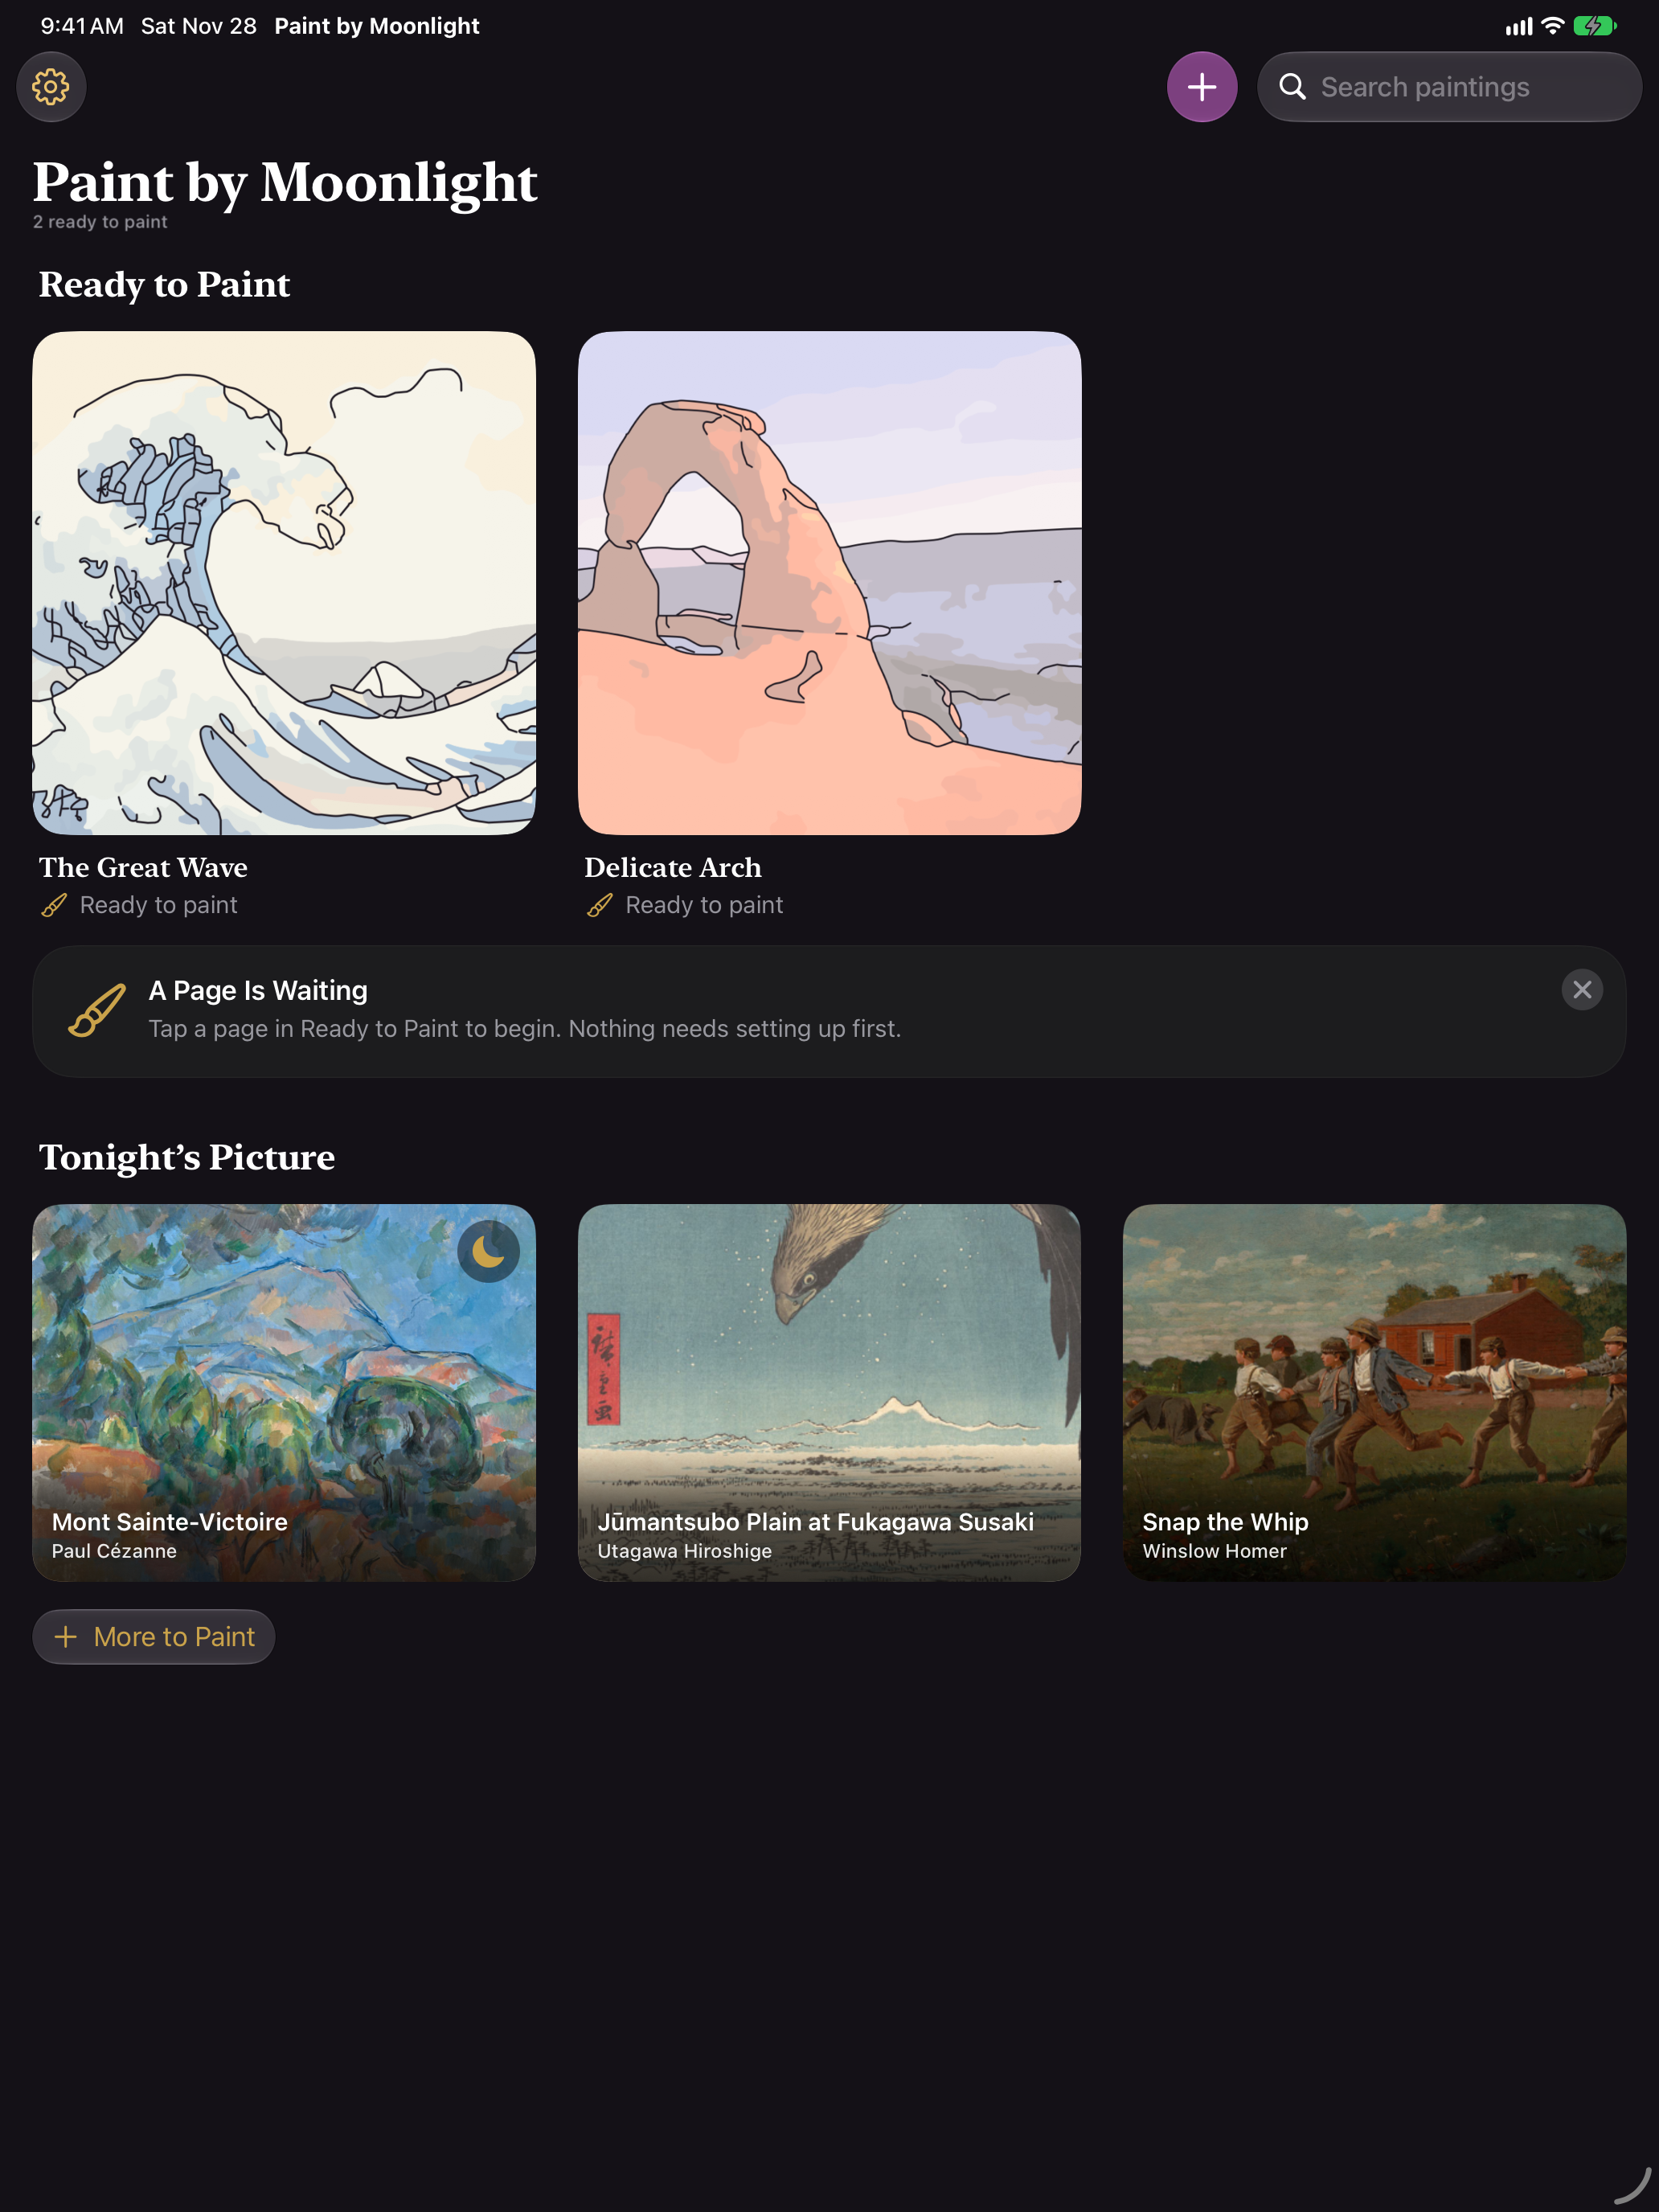 9:41 AM Sat Nov 28 Paint by Moonlight
Search paintings
Paint by Moonlight
2 ready to paint
Ready to Paint
The Great Wave
Ready to paint
Delicate Arch
Ready to paint
A Page Is Waiting
Tap a page in Ready to Paint to begin. Nothing needs setting up first.
Tonight’s Picture
Mont Sainte-Victoire
Paul Cézanne
Jūmantsubo Plain at Fukagawa Susaki
Utagawa Hiroshige
Snap the Whip
Winslow Homer
More to Paint